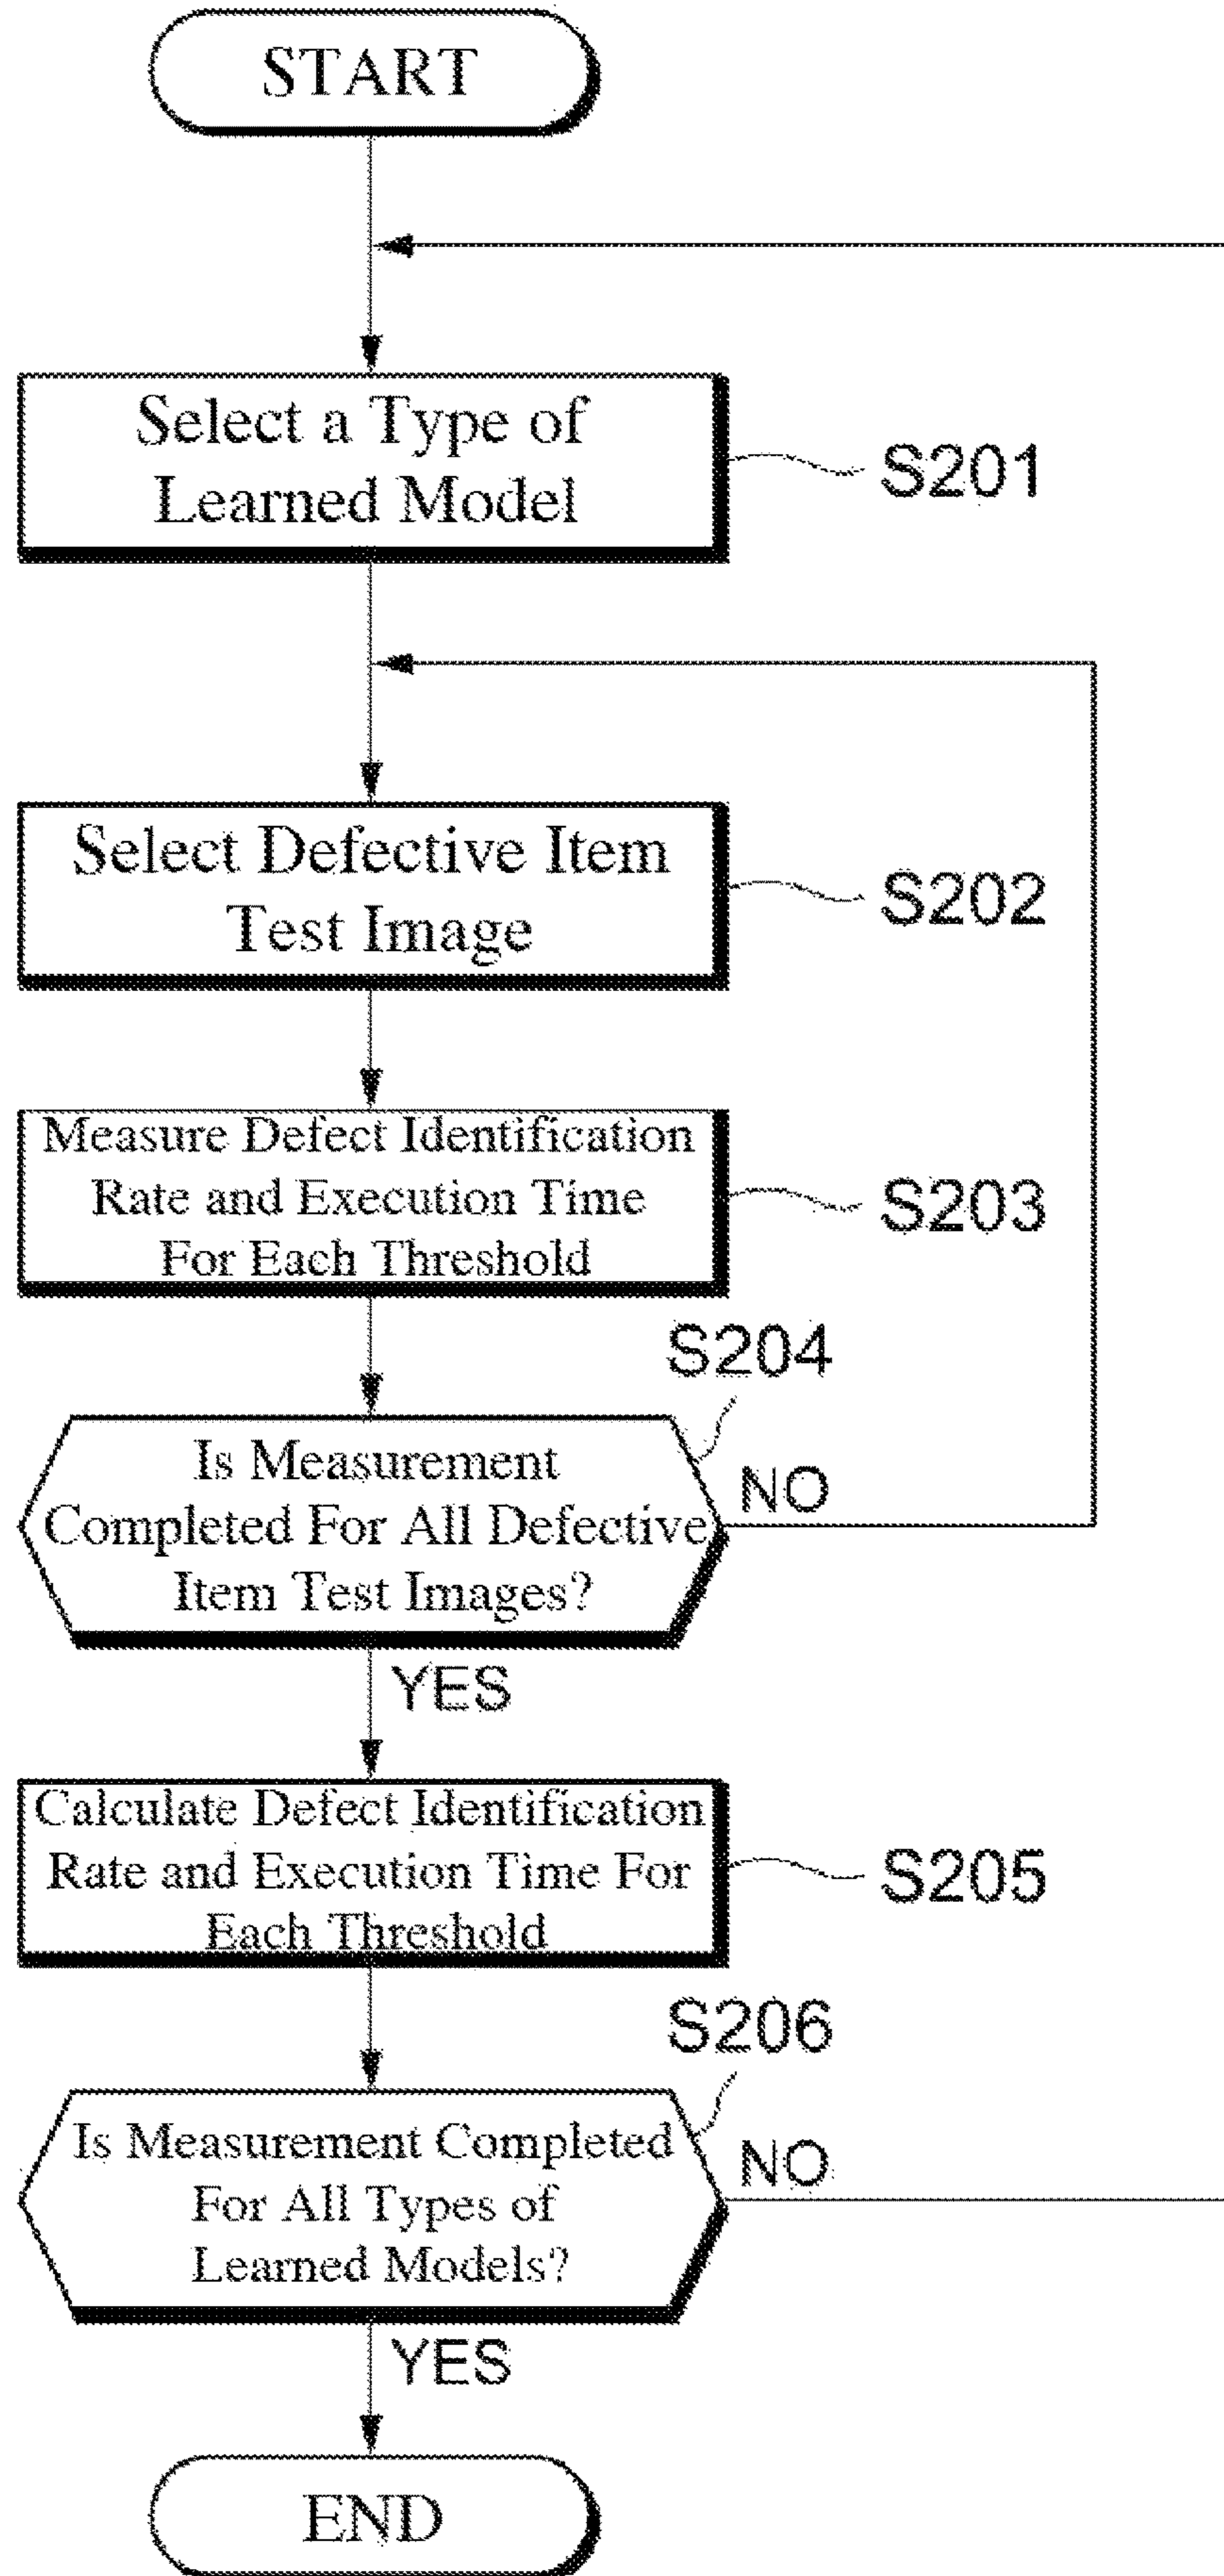 START
Select a Type of
Learned Model
S201
Select Defective Item
Test Image
S202
Measure Defect Identification
Rate and Execution Time
For Each Threshold
S203
S204
Is Measurement
Completed For All Defective
Item Test Images?
NO
YES
Calculate Defect Identification
Rate and Execution Time For
Each Threshold
S205
S206
Is Measurement Completed
For All Types of
Learned Models?
NO
YES
END